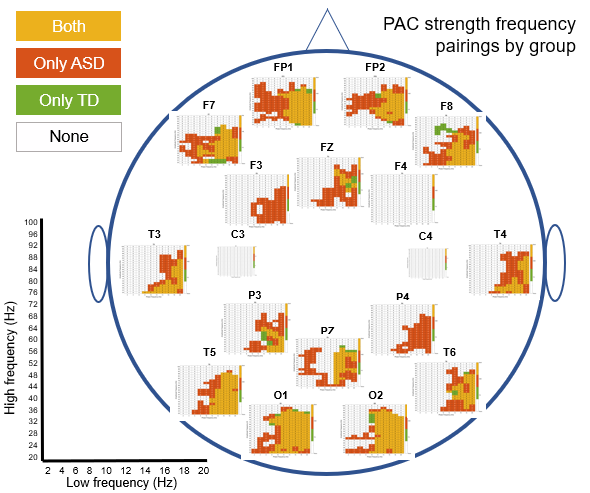 Both
Only ASD
Only TD
None
PAC strength frequency
pairings by group
FP1
FP2
F7
F8
F3
FZ
F4
T3
C3
C4
T4
P3
P4
PZ
T5
T6
O1
O2
High frequency (Hz)
100
96
92
88
84
80
76
72
68
64
60
56
52
48
44
40
36
32
28
24
20
2 4 6 8 10 12 14 16 18 20
Low frequency (Hz)